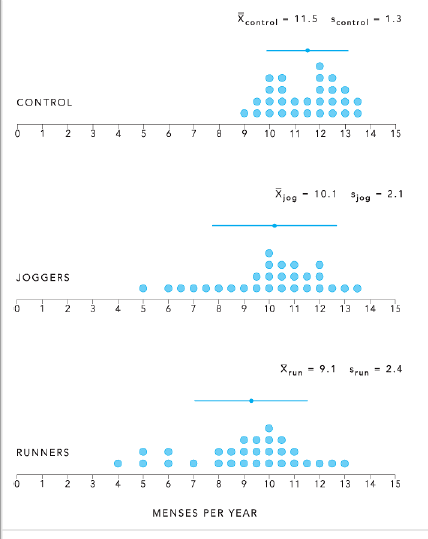 X̄control = 11.5 scontrol = 1.3
CONTROL
0 1 2 3 4 5 6 7 8 9 10 11 12 13 14 15
X̄jog = 10.1 sjog = 2.1
JOGGERS
0 1 2 3 4 5 6 7 8 9 10 11 12 13 14 15
X̄run = 9.1 srun = 2.4
RUNNERS
0 1 2 3 4 5 6 7 8 9 10 11 12 13 14 15
MENSES PER YEAR